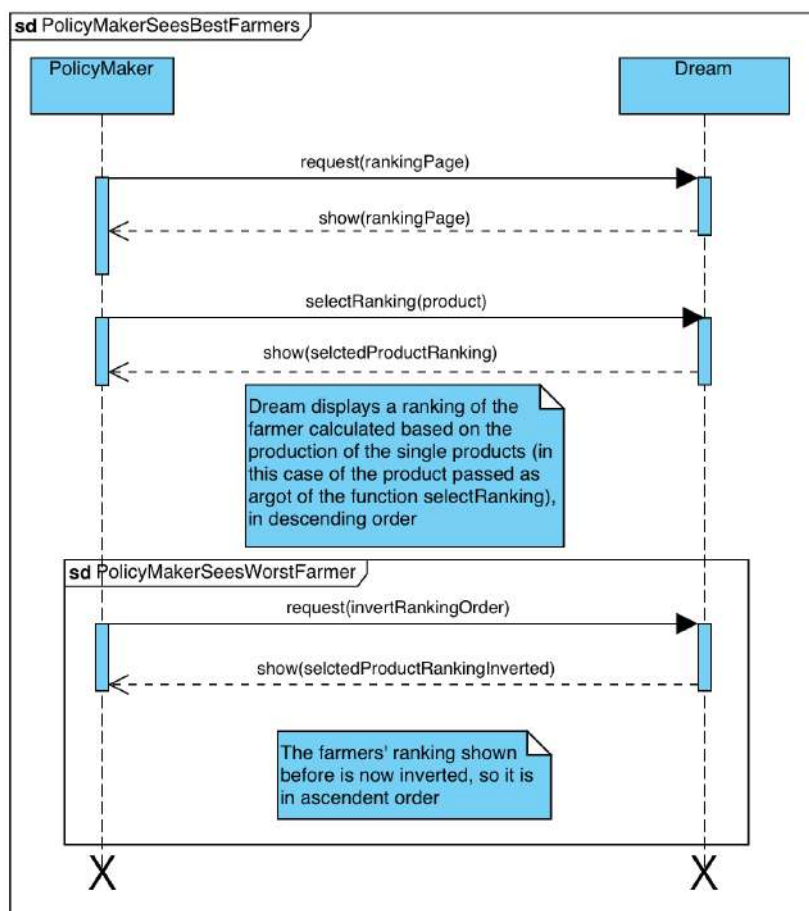 sd PolicyMakerSeesBestFarmers
PolicyMaker
Dream
request(rankingPage)
show(rankingPage)
selectRanking(product)
show(selctedProductRanking)
Dream displays a ranking of the
farmer calculated based on the
production of the single products (in
this case of the product passed as
argot of the function selectRanking),
in descending order
sd PolicyMakerSeesWorstFarmer
request(invertRankingOrder)
show(selctedProductRankingInverted)
The farmers' ranking shown
before is now inverted, so it is
in ascendent order